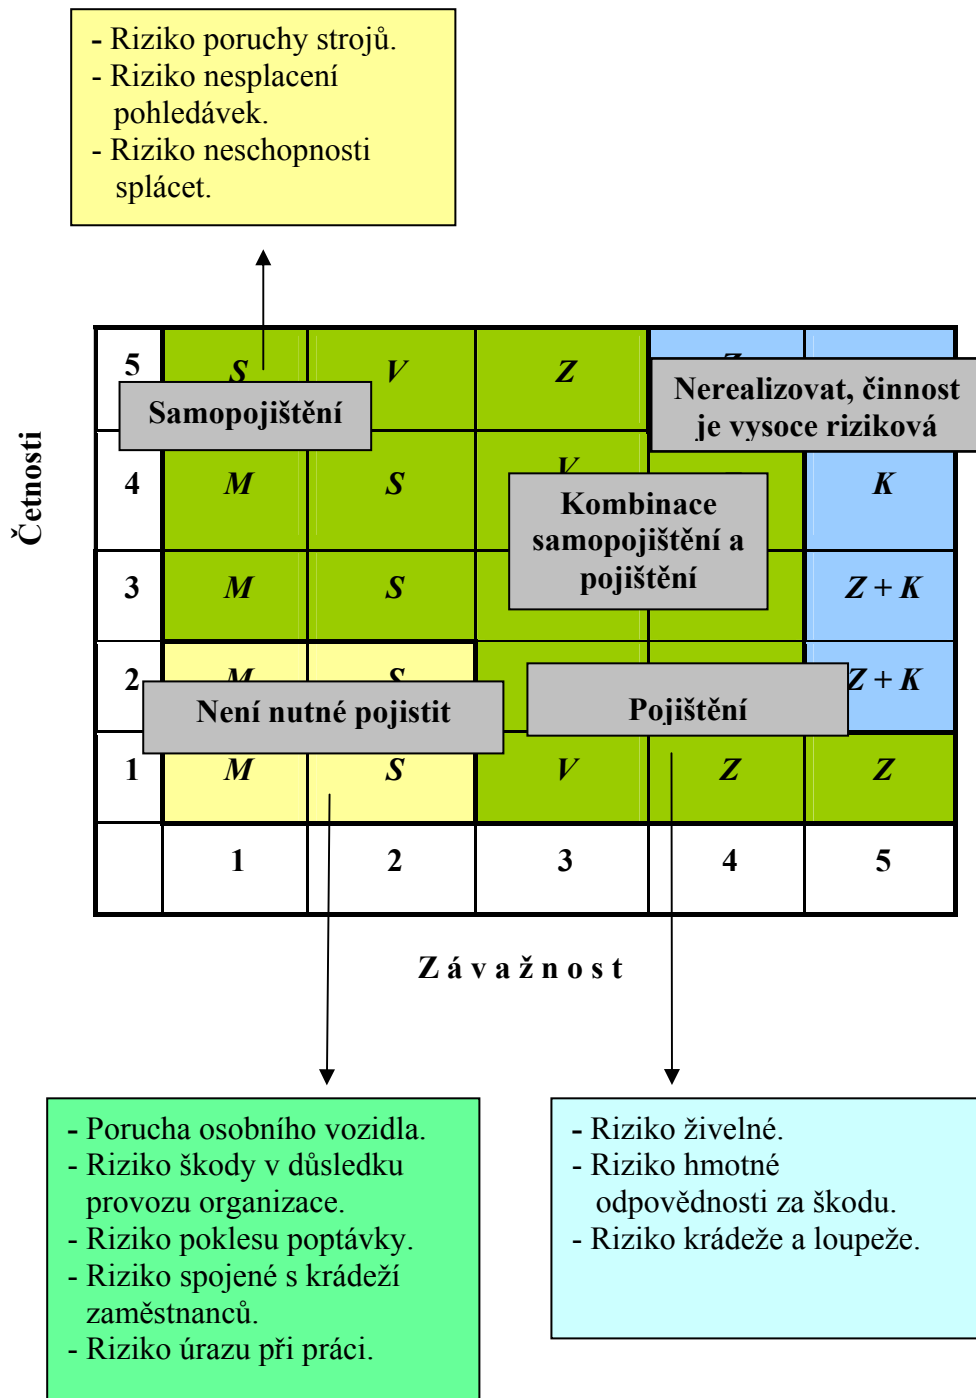 - Riziko poruchy strojů.
- Riziko nesplacení
pohledávek.
- Riziko neschopnosti
splácet.
Četnosti
5 S V Z Z
Samopojištění
Nerealizovat, činnost
je vysoce riziková
4 M S V K
Kombinace
samopojištění a
pojištění
3 M S Z + K
2 M S Z + K
Není nutné pojistit
Pojištění
1 M S V Z Z
1 2 3 4 5
Závažnost
- Porucha osobního vozidla.
- Riziko škody v důsledku
provozu organizace.
- Riziko poklesu poptávky.
- Riziko spojené s krádeží
zaměstnanců.
- Riziko úrazu při práci.
- Riziko živelné.
- Riziko hmotné
odpovědnosti za škodu.
- Riziko krádeže a loupeže.